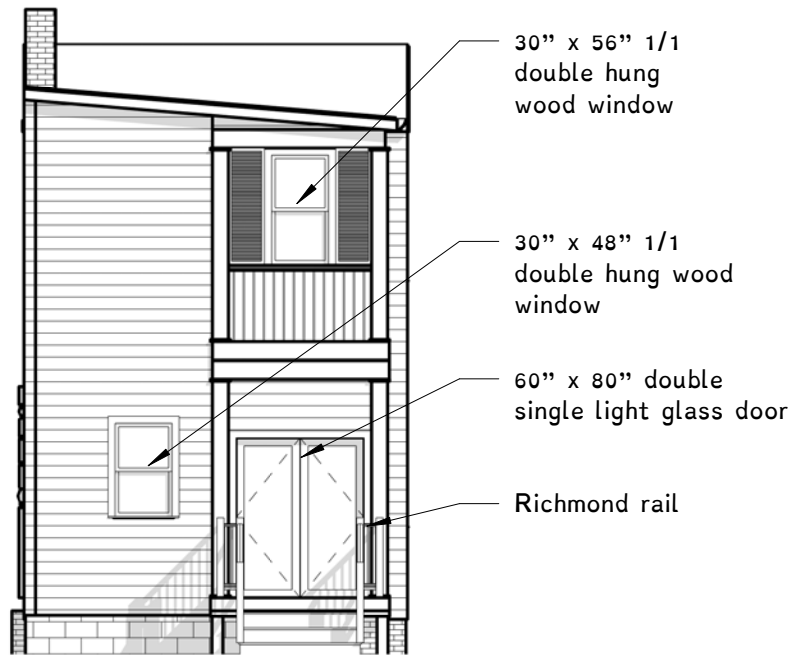 30” x 56” 1/1
double hung
wood window
30” x 48” 1/1
double hung wood
window
60” x 80” double
single light glass door
Richmond rail